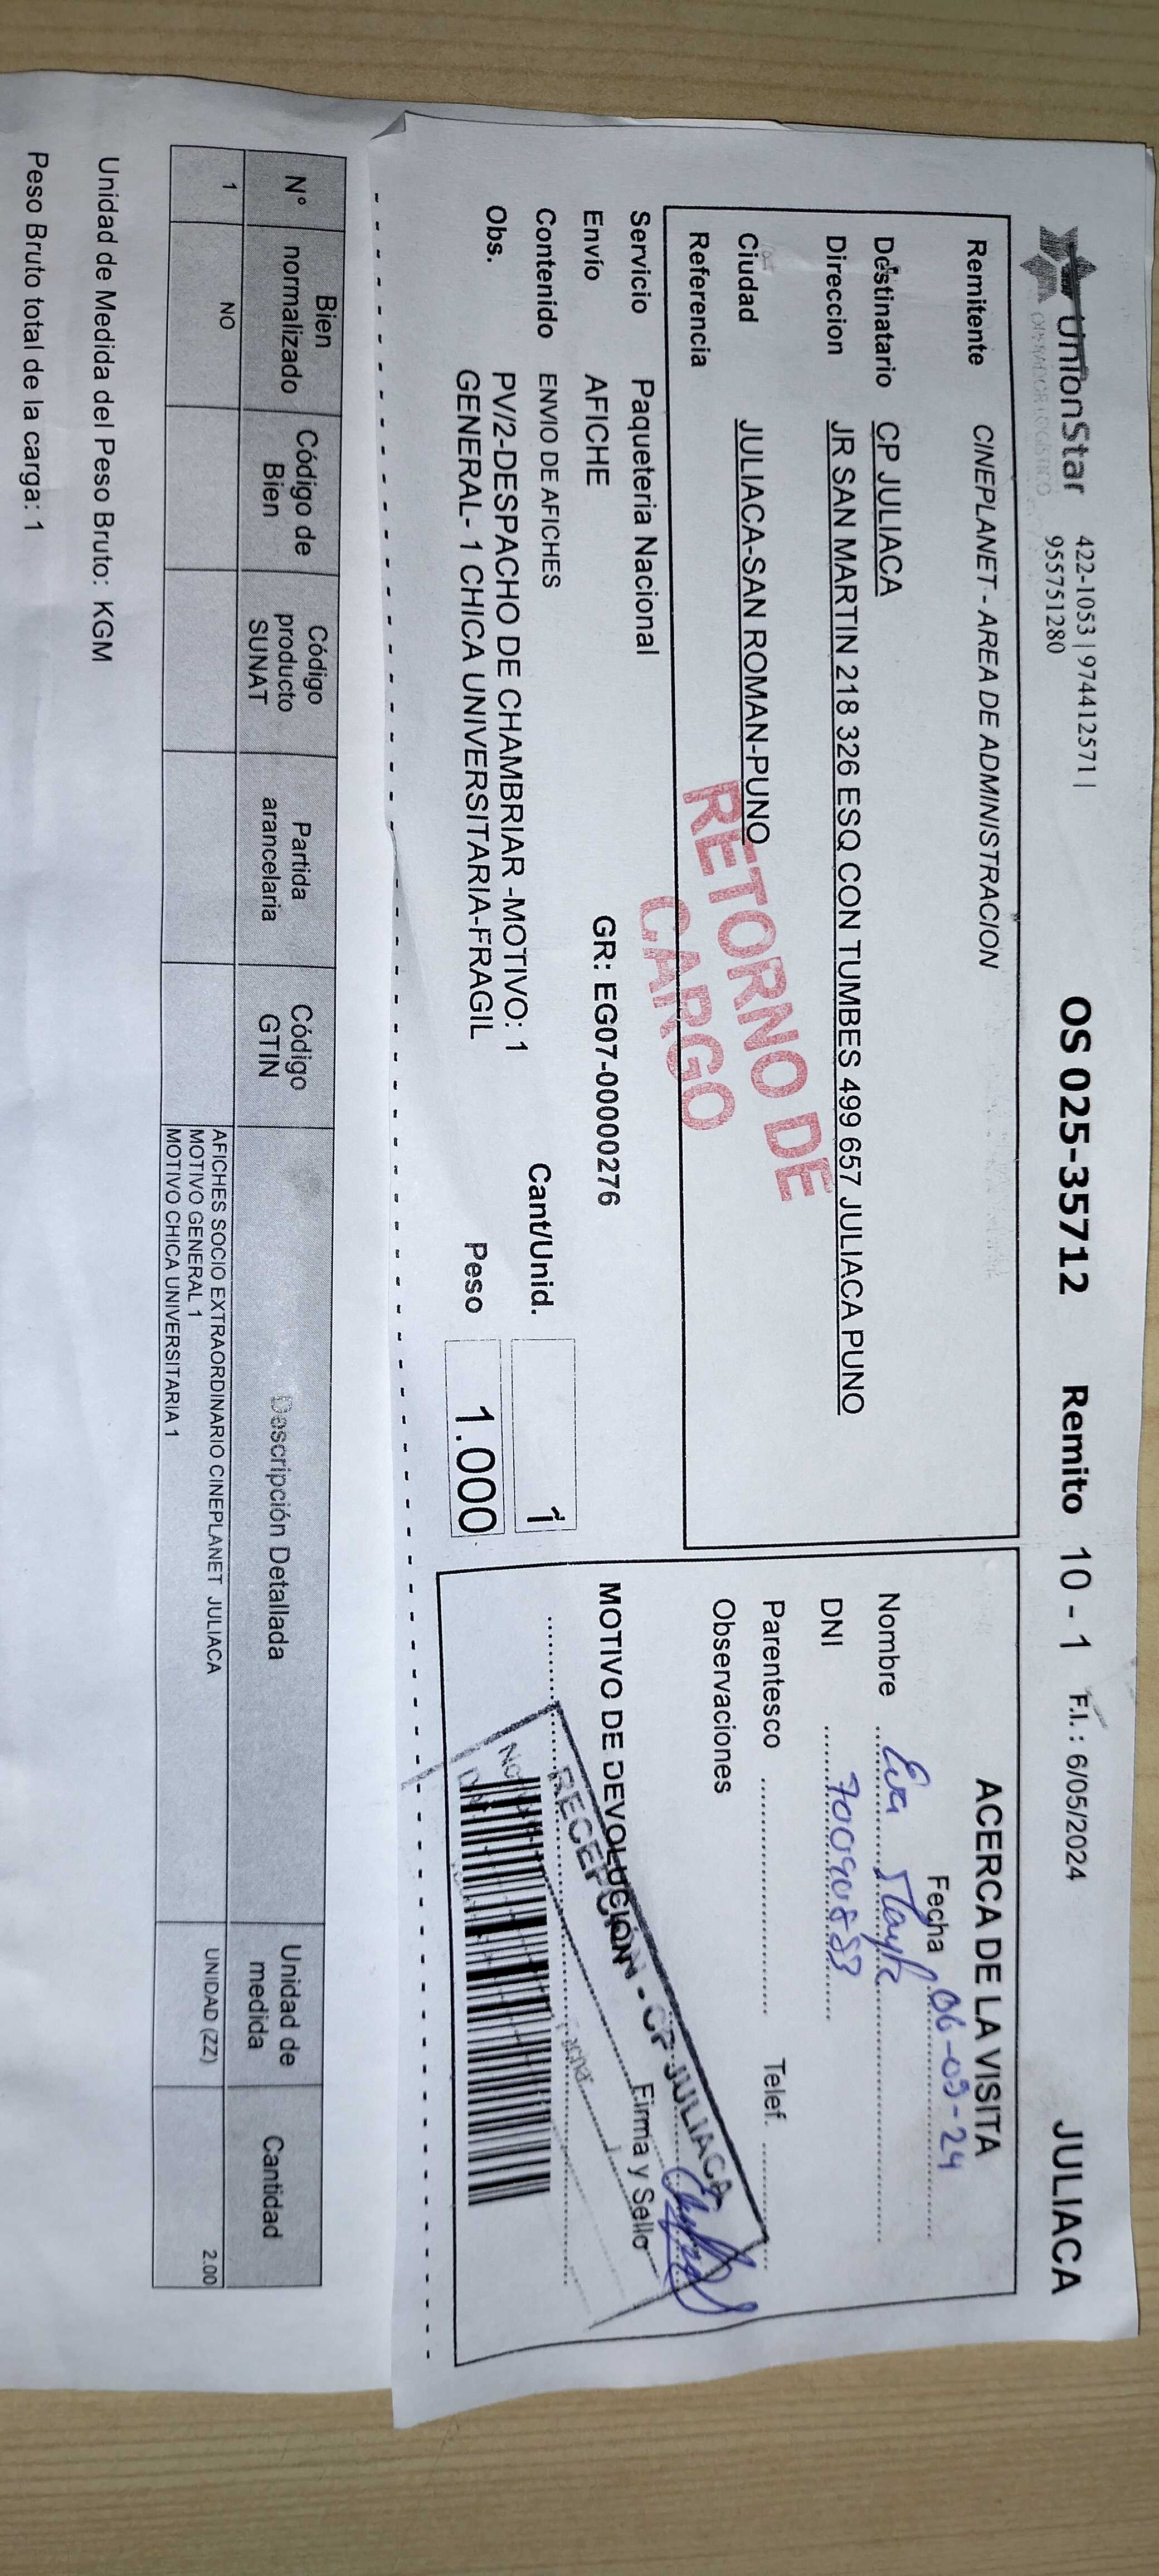 UnionStar
OPERADOR LOGÍSTICO
422-1053 | 974412571 |
955751280
OS 025-35712
Remito 10 - 1
F.I. : 6/05/2024
JULIACA
Remitente CINEPLANET - AREA DE ADMINISTRACION
Destinatario CP JULIACA
Direccion JR SAN MARTIN 218 326 ESQ CON TUMBES 499 657 JULIACA PUNO
Ciudad JULIACA-SAN ROMAN-PUNO
Referencia
RETORNO DE
CARGO
Servicio Paqueteria Nacional
Envío AFICHE GR: EG07-00000276
Contenido ENVIO DE AFICHES Cant/Unid. 1
Obs. PV/2-DESPACHO DE CHAMBRIAR -MOTIVO: 1
GENERAL- 1 CHICA UNIVERSITARIA-FRAGIL
Peso 1.000
ACERCA DE LA VISITA
Fecha 06-05-24
Nombre Eva Mayta
DNI
Parentesco Telef.
Observaciones
Firma y Sello
MOTIVO DE DEVOLUCIÓN
RECEPCIÓN - CP JULIACA
N° Bien normalizado Código de Bien Código producto SUNAT Partida arancelaria Código GTIN Descripción Detallada Unidad de medida Cantidad
1 NO AFICHES SOCIO EXTRAORDINARIO CINEPLANET JULIACA UNIDAD (ZZ) 2.00
MOTIVO GENERAL 1
MOTIVO CHICA UNIVERSITARIA 1
Unidad de Medida del Peso Bruto: KGM
Peso Bruto total de la carga: 1